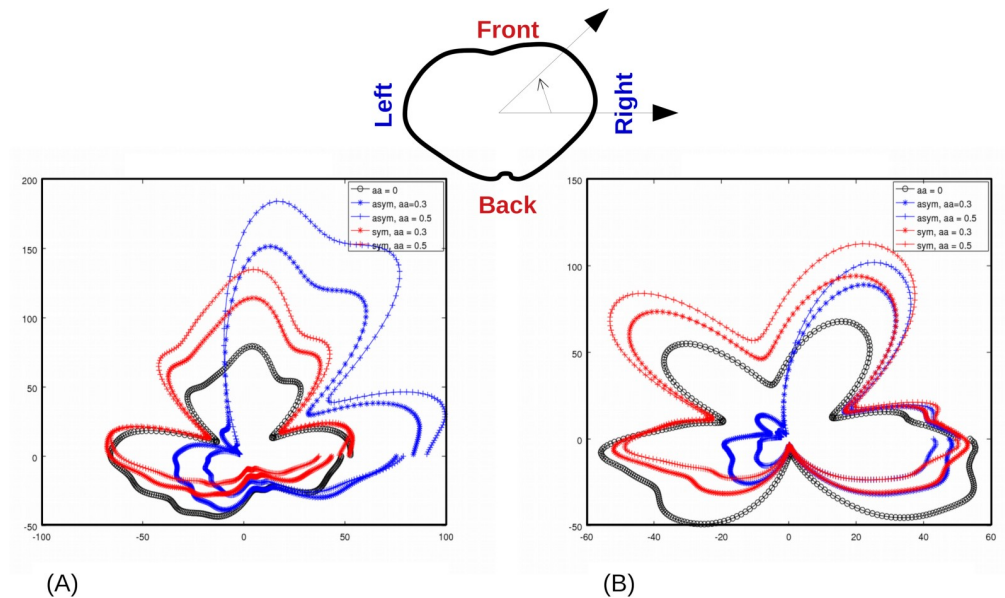 Front
Left
Right
Back
200
150
100
50
0
-50
-100
-50
0
50
100
aa = 0
asym, aa=0.3
asym, aa = 0.5
sym, aa = 0.3
sym, aa = 0.5
(A)
150
100
50
0
-50
-60
-40
-20
0
20
40
60
aa = 0
asym, aa=0.3
asym, aa = 0.5
sym, aa = 0.3
sym, aa = 0.5
(B)